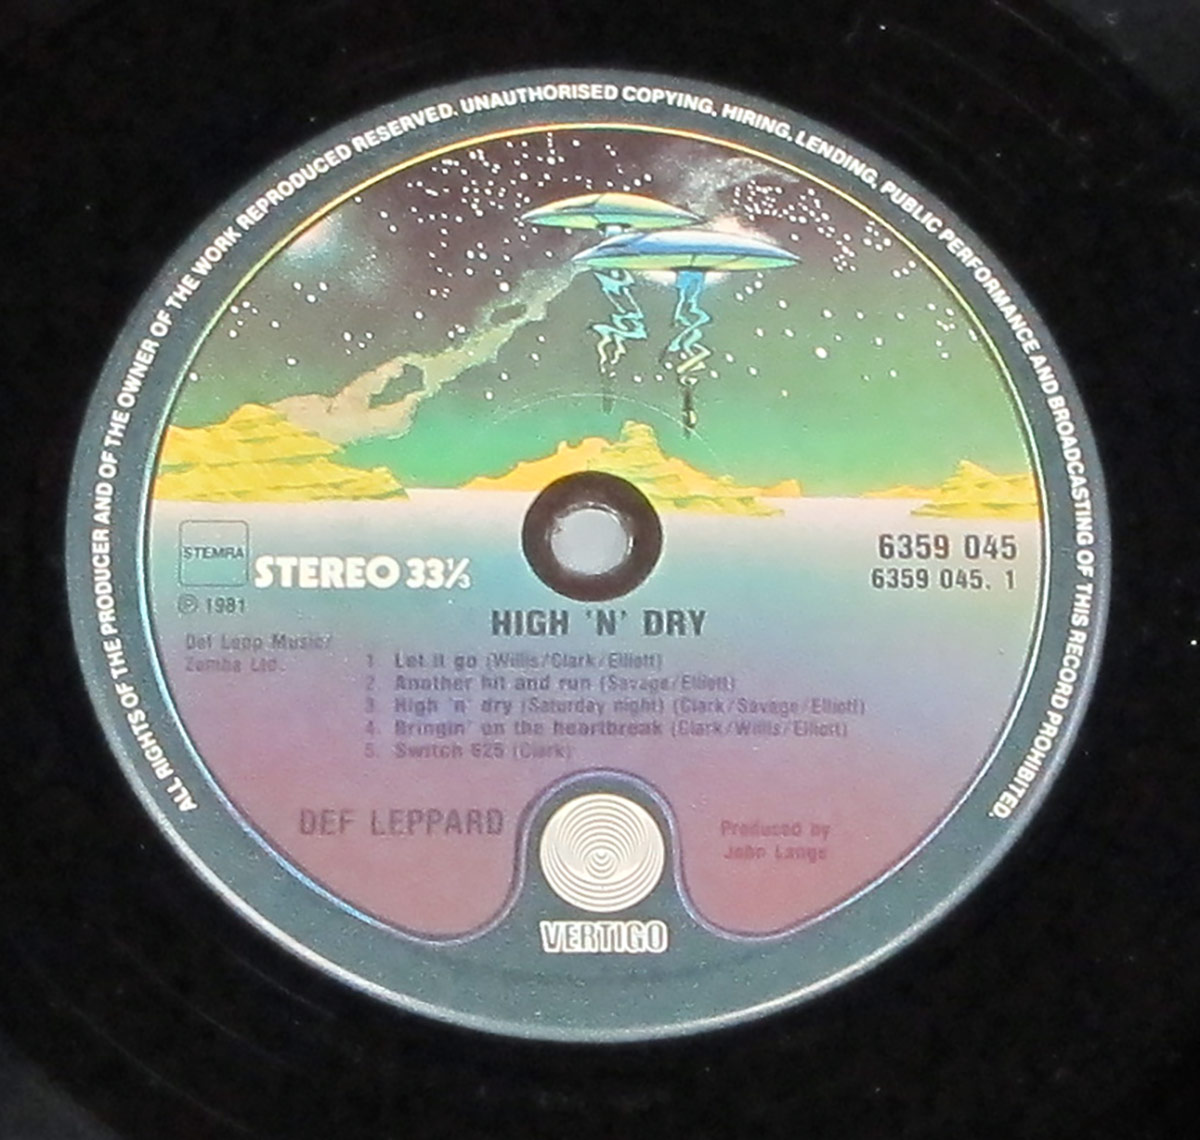 ALL RIGHTS OF THE PRODUCER AND OF THE OWNER OF THE WORK REPRODUCED RESERVED. UNAUTHORISED COPYING, HIRING, LENDING, PUBLIC PERFORMANCE AND BROADCASTING OF THIS RECORD PROHIBITED.
STEMRA
STEREO 33⅓
℗ 1981
6359 045
6359 045. 1
HIGH 'N' DRY
Def Lepp Music/
Zomba Ltd.
1. Let it go (Willis/Clark/Elliott)
2. Another hit and run (Savage/Elliott)
3. High 'n' dry (Saturday night) (Clark/Savage/Elliott)
4. Bringin' on the heartbreak (Clark/Willis/Elliott)
5. Switch 625 (Clark)
DEF LEPPARD
Produced by
John Lange
VERTIGO